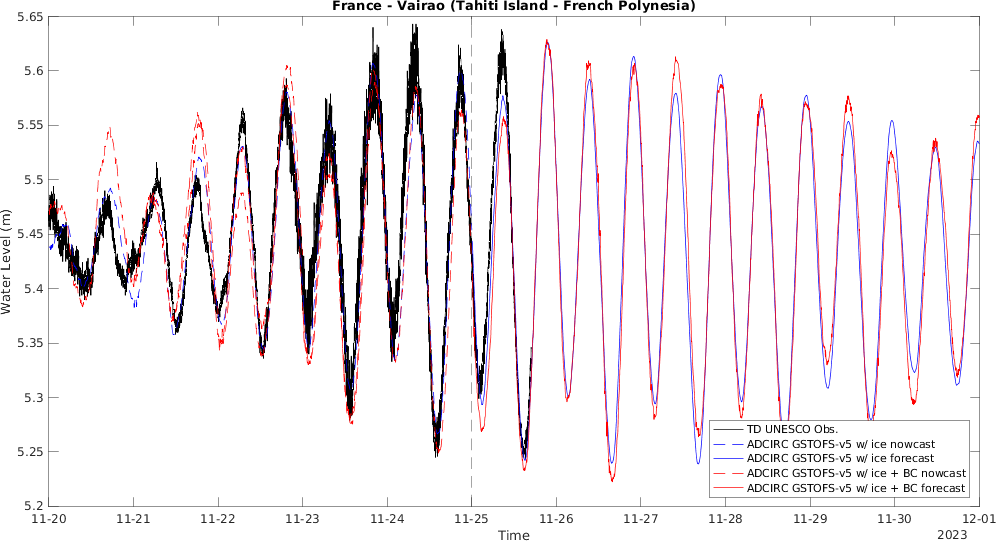 France - Vairao (Tahiti Island - French Polynesia)
5.65
5.6
5.55
5.5
5.45
5.4
5.35
5.3
5.25
5.2
Water Level (m)
TD UNESCO Obs.
ADCIRC GSTOFS-v5 w/ ice nowcast
ADCIRC GSTOFS-v5 w/ ice forecast
ADCIRC GSTOFS-v5 w/ ice + BC nowcast
ADCIRC GSTOFS-v5 w/ ice + BC forecast
11-20 11-21 11-22 11-23 11-24 11-25 11-26 11-27 11-28 11-29 11-30 12-01
Time
2023